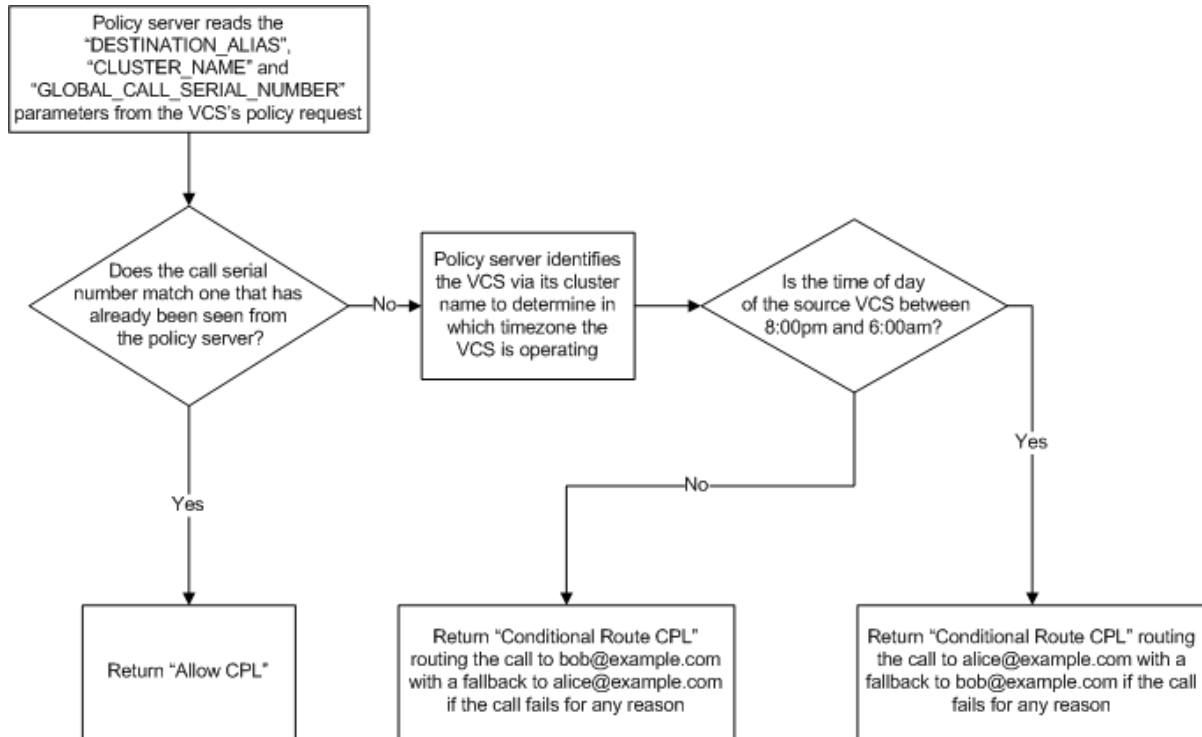 Policy server reads the
“DESTINATION_ALIAS”,
“CLUSTER_NAME” and
“GLOBAL_CALL_SERIAL_NUMBER”
parameters from the VCS’s policy request
Does the call serial
number match one that has
already been seen from
the policy server?
No
Policy server identifies
the VCS via its cluster
name to determine in
which timezone the
VCS is operating
Is the time of day
of the source VCS between
8:00pm and 6:00am?
Yes
No
Yes
Return “Allow CPL”
Return “Conditional Route CPL”
routing the call to bob@example.com
with a fallback to alice@example.com
if the call fails for any reason
Return “Conditional Route CPL” routing
the call to alice@example.com with a
fallback to bob@example.com if the call
fails for any reason